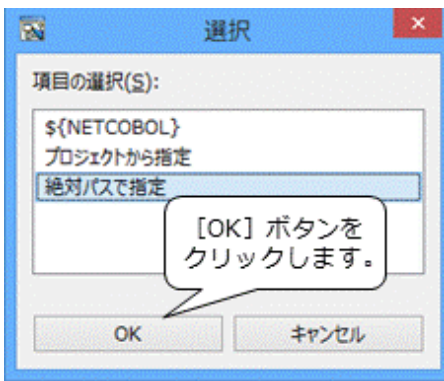 選択
項目の選択(S):
${NETCOBOL}
プロジェクトから指定
絶対パスで指定
［OK］ボタンを
クリックします。
OK
キャンセル